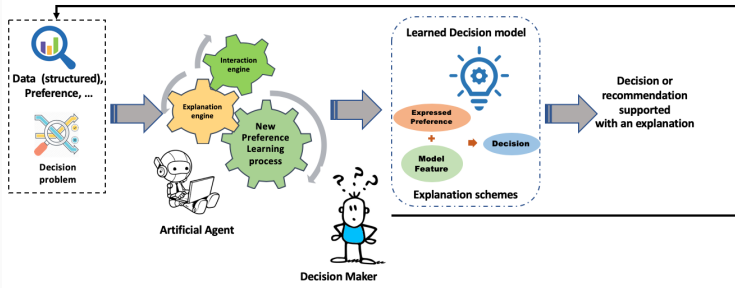 Data (structured),
Preference, ...
Decision
problem
Interaction
engine
Explanation
engine
New
Preference
Learning
process
Artificial Agent
? ? ?
Decision Maker
Learned Decision model
Expressed
Preference
+
Model
Feature
Decision
Explanation schemes
Decision or
recommendation
supported
with an explanation